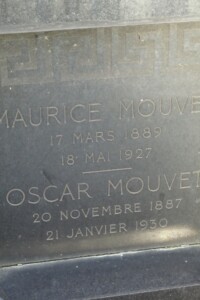 MAURICE MOUVE
17 MARS 1889
18 MAI 1927
OSCAR MOUVET
20 NOVEMBRE 1887
21 JANVIER 1930